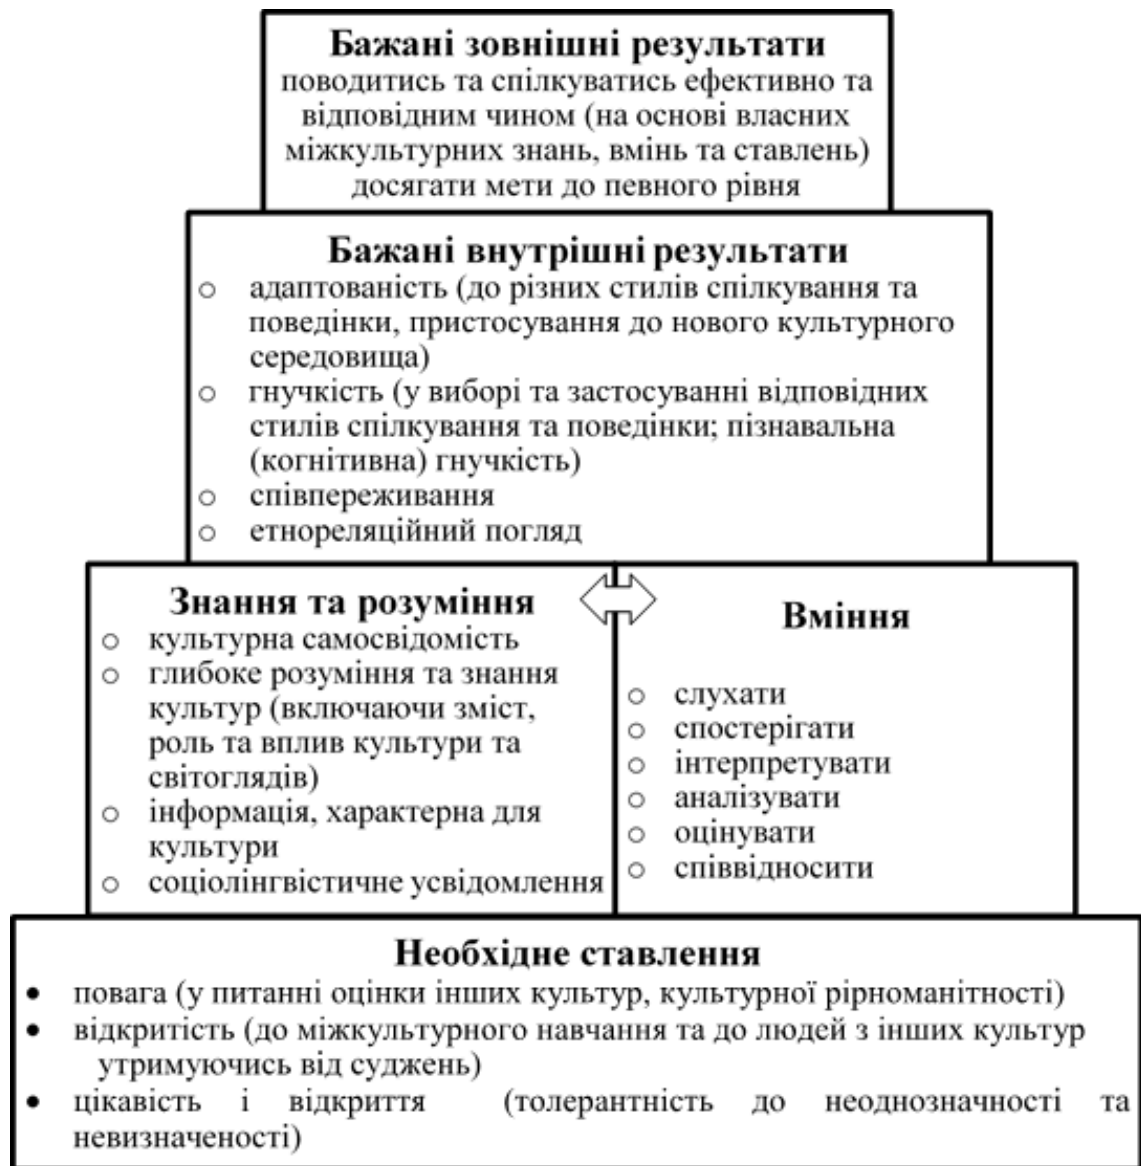 Бажані зовнішні результати
поводитись та спілкуватись ефективно та
відповідним чином (на основі власних
міжкультурних знань, вмінь та ставлень)
досягати мети до певного рівня
Бажані внутрішні результати
○ адаптованість (до різних стилів спілкування та
поведінки, пристосування до нового культурного
середовища)
○ гнучкість (у виборі та застосуванні відповідних
стилів спілкування та поведінки; пізнавальна
(когнітивна) гнучкість)
○ співпереживання
○ етнореляційний погляд
Знання та розуміння
○ культурна самосвідомість
○ глибоке розуміння та знання
культур (включаючи зміст,
роль та вплив культури та
світоглядів)
○ інформація, характерна для
культури
○ соціолінгвістичне усвідомлення
Вміння
○ слухати
○ спостерігати
○ інтерпретувати
○ аналізувати
○ оцінувати
○ співвідносити
Необхідне ставлення
• повага (у питанні оцінки інших культур, культурної рірноманітності)
• відкритість (до міжкультурного навчання та до людей з інших культур
утримуючись від суджень)
• цікавість і відкриття (толерантність до неоднозначності та
невизначеності)